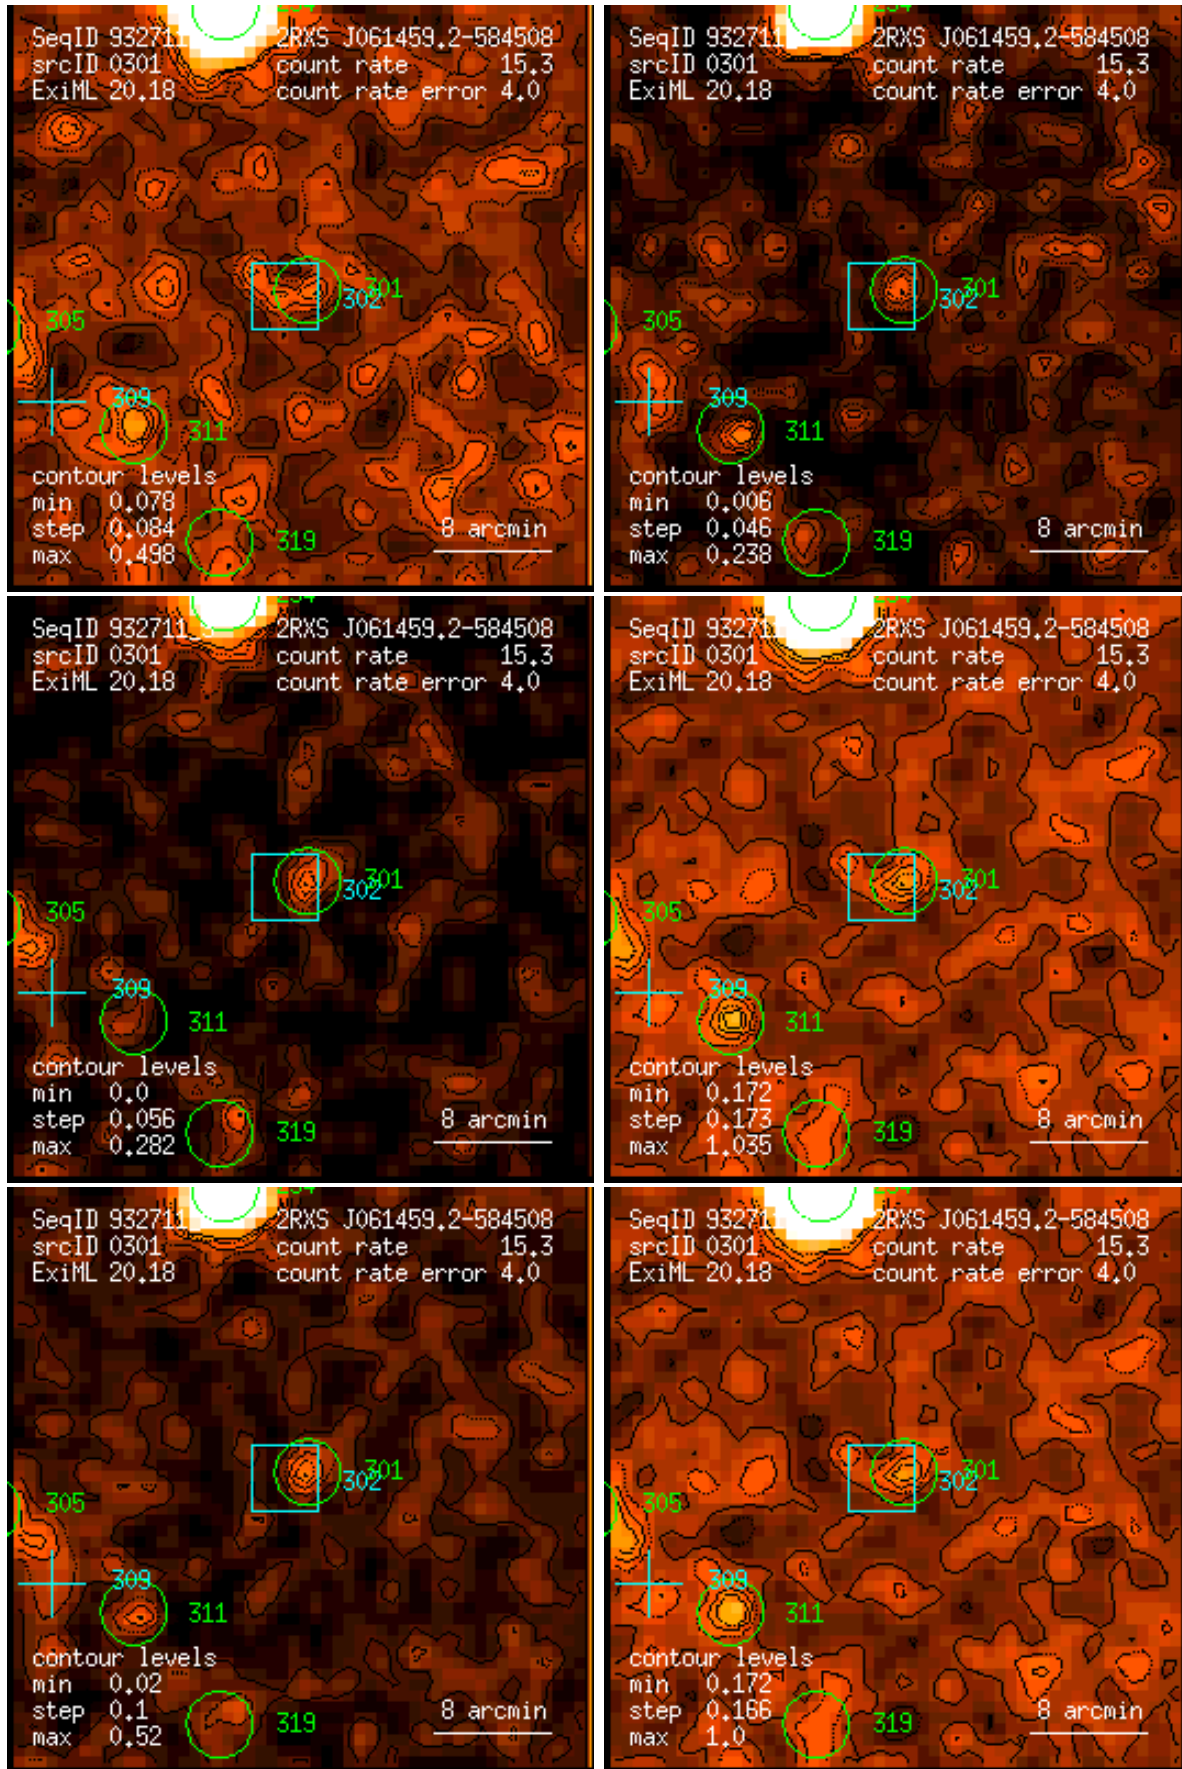 294
SeqID 932711 2RXS J061459.2-584508
srcID 0301 count rate 15.3
ExiML 20.18 count rate error 4.0
302 301
305
309
311
contour levels
min 0.078
step 0.084
max 0.498
319
8 arcmin
SeqID 932711 2RXS J061459.2-584508
srcID 0301 count rate 15.3
ExiML 20.18 count rate error 4.0
302 301
305
309
311
contour levels
min 0.006
step 0.046
max 0.238
319
8 arcmin
SeqID 932711 2RXS J061459.2-584508
srcID 0301 count rate 15.3
ExiML 20.18 count rate error 4.0
302 301
305
309
311
contour levels
min 0.0
step 0.056
max 0.282
319
8 arcmin
SeqID 93271 2RXS J061459.2-584508
srcID 0301 count rate 15.3
ExiML 20.18 count rate error 4.0
302 301
305
309
311
contour levels
min 0.172
step 0.173
max 1.035
319
8 arcmin
SeqID 932711 2RXS J061459.2-584508
srcID 0301 count rate 15.3
ExiML 20.18 count rate error 4.0
302 301
305
309
311
contour levels
min 0.02
step 0.1
max 0.52
319
8 arcmin
SeqID 93271 2RXS J061459.2-584508
srcID 0301 count rate 15.3
ExiML 20.18 count rate error 4.0
302 301
305
309
311
contour levels
min 0.172
step 0.166
max 1.0
319
8 arcmin